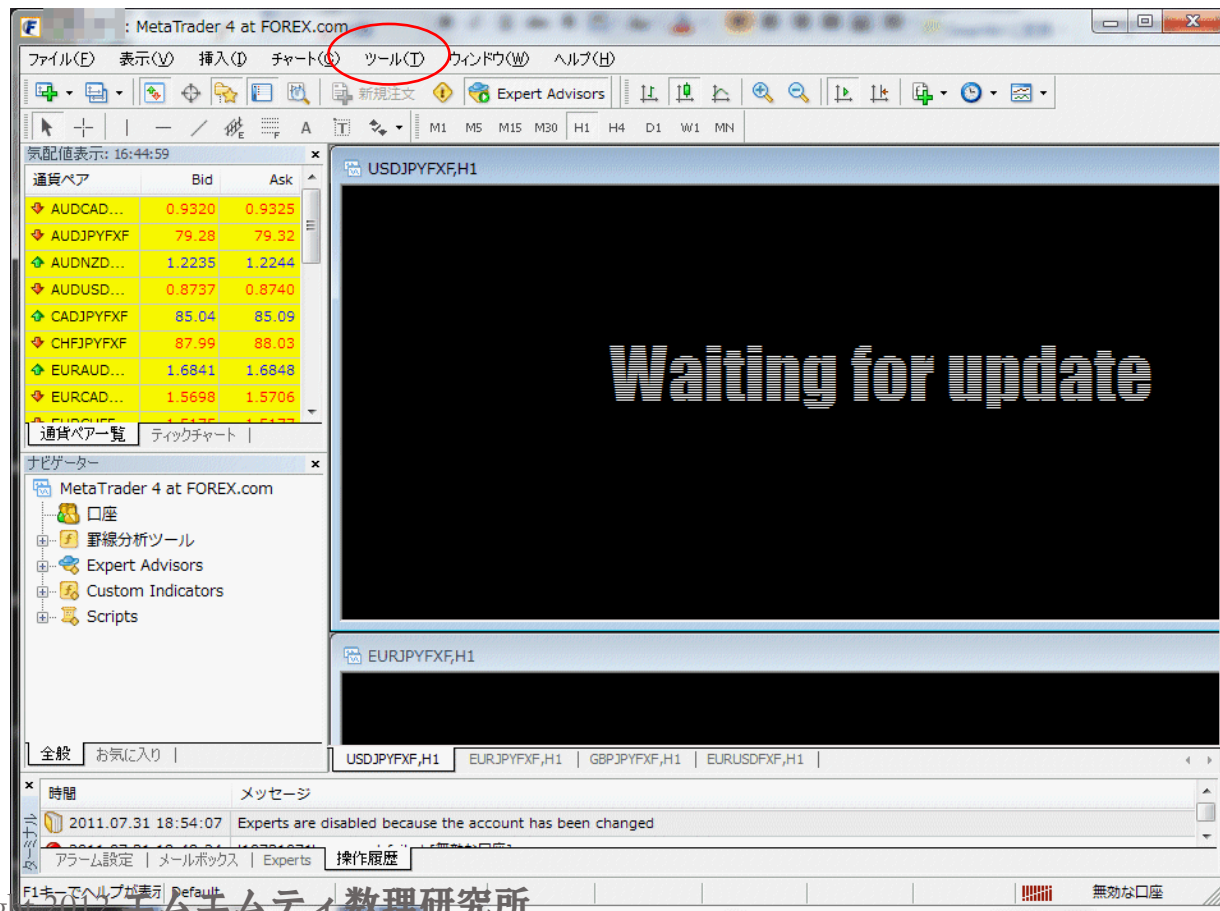 : MetaTrader 4 at FOREX.com
ファイル(F) 表示(V) 挿入(I) チャート(C) ツール(T) ウィンドウ(W) ヘルプ(H)
新規注文 Expert Advisors
E F A T M1 M5 M15 M30 H1 H4 D1 W1 MN
気配値表示: 16:44:59
通貨ペア Bid Ask
AUDCAD... 0.9320 0.9325
AUDJPYFXF 79.28 79.32
AUDNZD... 1.2235 1.2244
AUDUSD... 0.8737 0.8740
CADJPYFXF 85.04 85.09
CHFJPYFXF 87.99 88.03
EURAUD... 1.6841 1.6848
EURCAD... 1.5698 1.5706
通貨ペア一覧 ティックチャート
ナビゲーター
MetaTrader 4 at FOREX.com
口座
罫線分析ツール
Expert Advisors
Custom Indicators
Scripts
全般 お気に入り
USDJPYFXF,H1
Waiting for update
EURJPYFXF,H1
USDJPYFXF,H1 EURJPYFXF,H1 GBPJPYFXF,H1 EURUSDFXF,H1
時間 メッセージ
2011.07.31 18:54:07 Experts are disabled because the account has been changed
ターミナル
アラーム設定 メールボックス Experts 操作履歴
F1キーでヘルプが表示 Default 無効な口座
2012 エムエムティ数理研究所